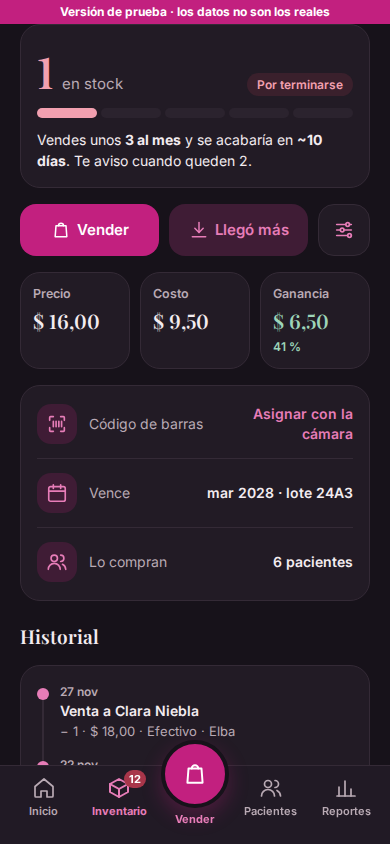 Versión de prueba · los datos no son los reales
1 en stock
Por terminarse
Vendes unos 3 al mes y se acabaría en ~10
días. Te aviso cuando queden 2.
Vender
Llegó más
Precio
$ 16,00
Costo
$ 9,50
Ganancia
$ 6,50
41 %
Código de barras
Asignar con la
cámara
Vence
mar 2028 · lote 24A3
Lo compran
6 pacientes
Historial
27 nov
Venta a Clara Niebla
− 1 · $ 18,00 · Efectivo · Elba
12
Inicio
Inventario
Vender
Pacientes
Reportes